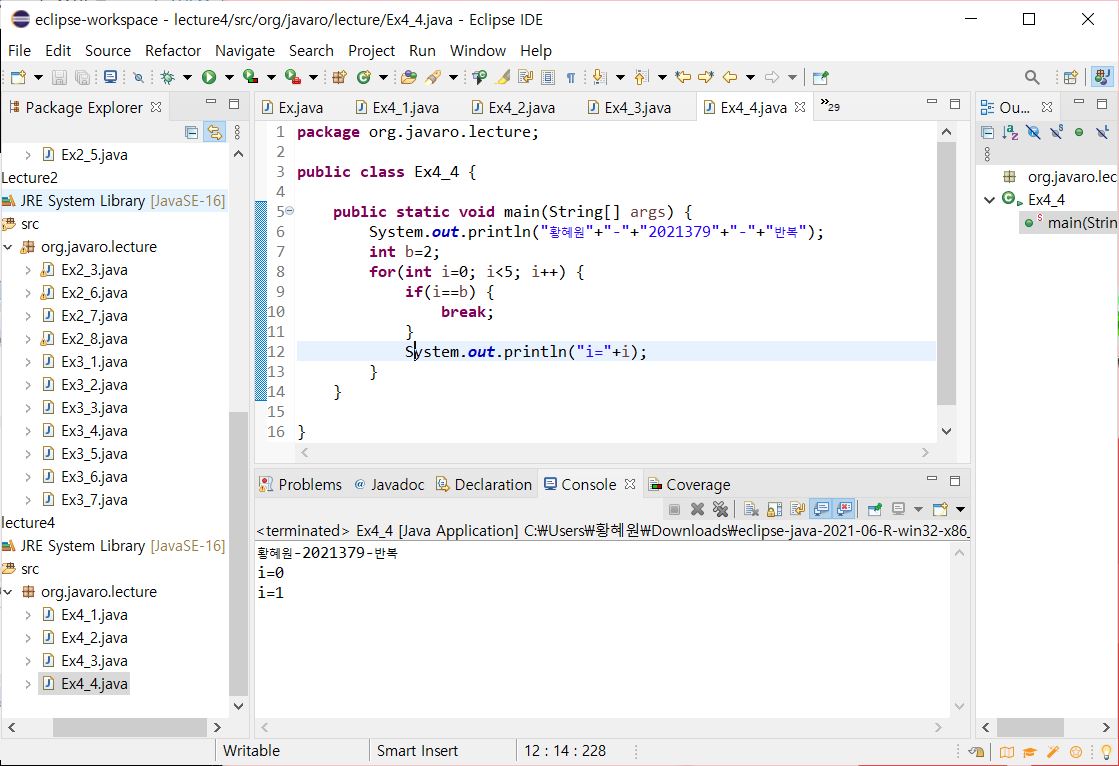 eclipse-workspace - lecture4/src/org/javaro/lecture/Ex4_4.java - Eclipse IDE
File Edit Source Refactor Navigate Search Project Run Window Help
Package Explorer
Ex2_5.java
Lecture2
JRE System Library [JavaSE-16]
src
org.javaro.lecture
Ex2_3.java
Ex2_6.java
Ex2_7.java
Ex2_8.java
Ex3_1.java
Ex3_2.java
Ex3_3.java
Ex3_4.java
Ex3_5.java
Ex3_6.java
Ex3_7.java
lecture4
JRE System Library [JavaSE-16]
src
org.javaro.lecture
Ex4_1.java
Ex4_2.java
Ex4_3.java
Ex4_4.java
Ex.java Ex4_1.java Ex4_2.java Ex4_3.java Ex4_4.java »29
1 package org.javaro.lecture;
2
3 public class Ex4_4 {
4
5 public static void main(String[] args) {
6 System.out.println("황혜원"+"-"+"2021379"+"-"+"반복");
7 int b=2;
8 for(int i=0; i<5; i++) {
9 if(i==b) {
10 break;
11 }
12 System.out.println("i="+i);
13 }
14 }
15
16 }
Problems @ Javadoc Declaration Console Coverage
<terminated> Ex4_4 [Java Application] C:₩Users₩황혜원₩Downloads₩eclipse-java-2021-06-R-win32-x86_
황혜원-2021379-반복
i=0
i=1
Ou...
org.javaro.lec
Ex4_4
main(Strin
Writable Smart Insert 12 : 14 : 228